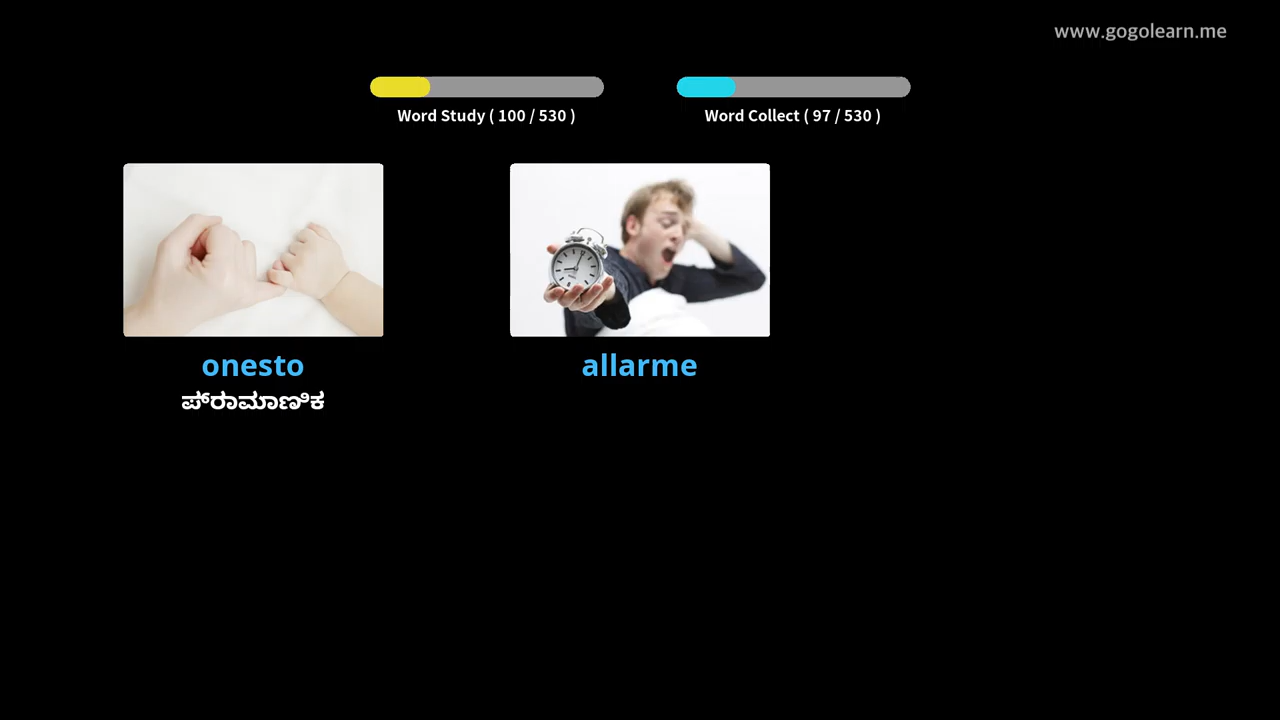 www.gogolearn.me
Word Study ( 100 / 530 )
Word Collect ( 97 / 530 )
onesto
ಪ್ರಾಮಾಣಿಕ
allarme